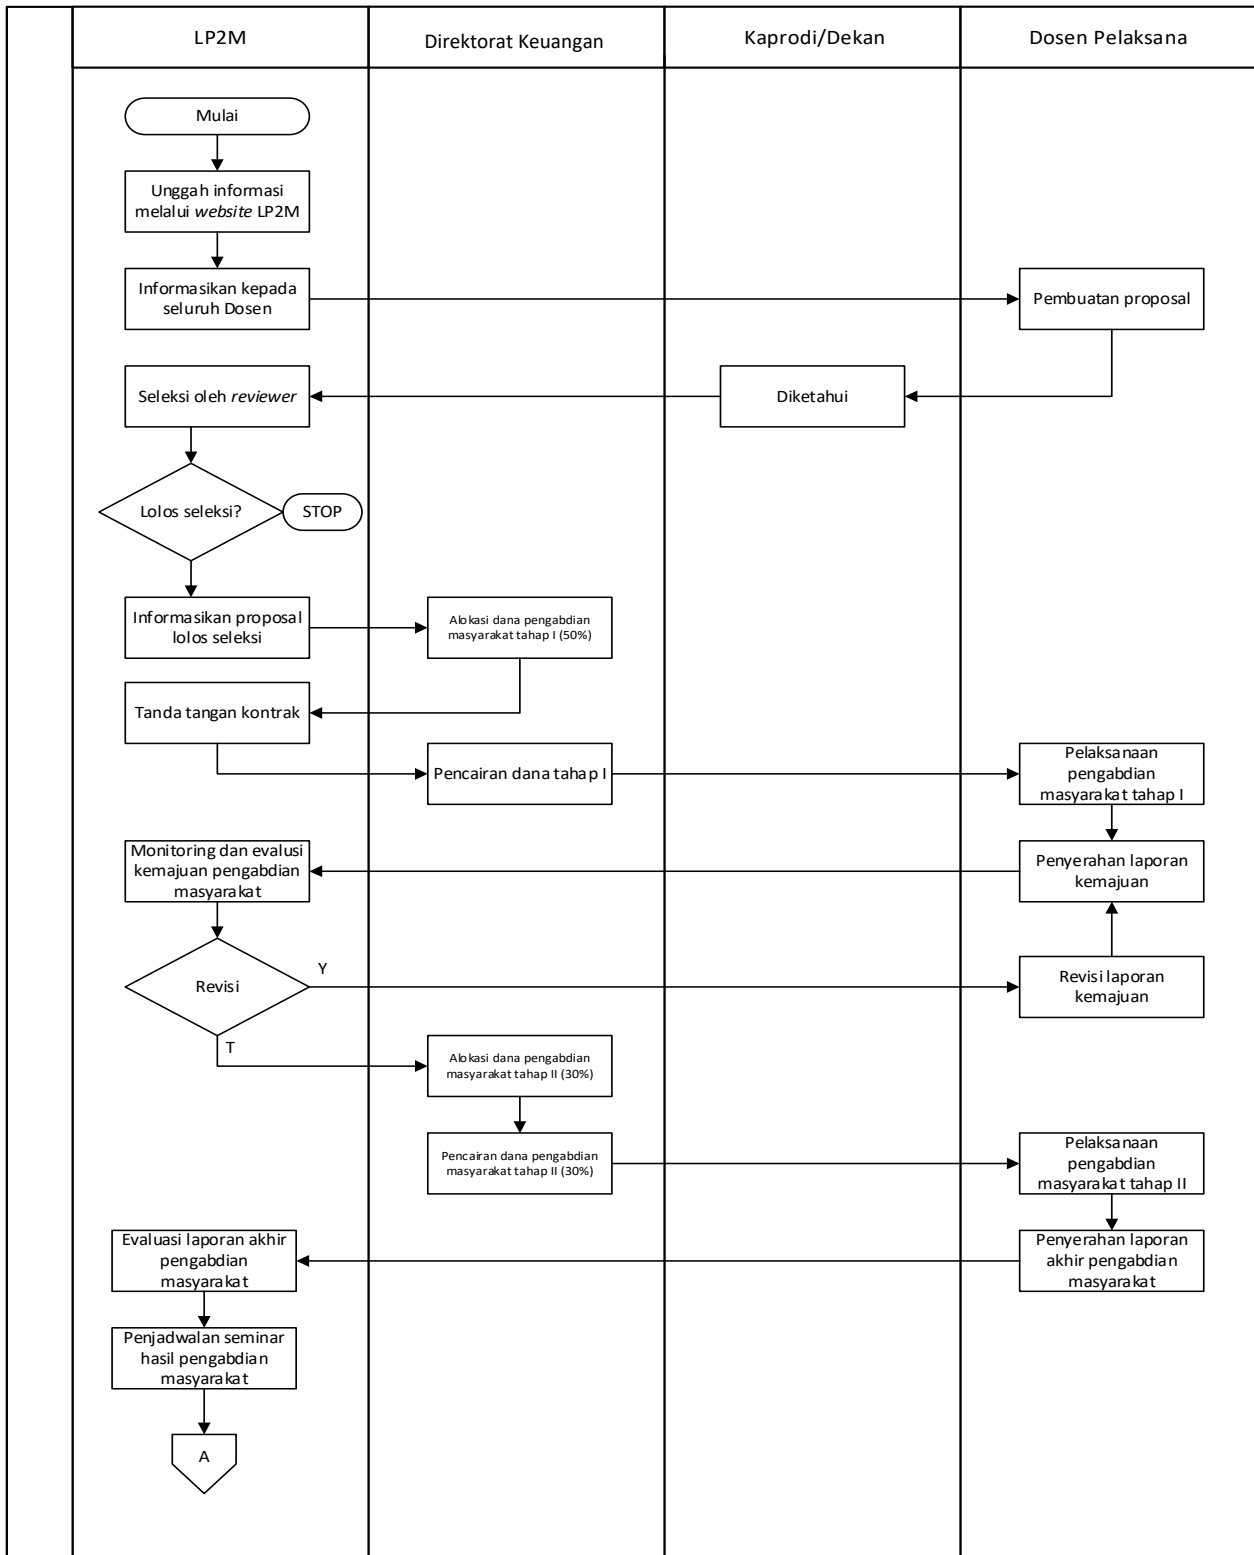 LP2M
Direktorat Keuangan
Kaprodi/Dekan
Dosen Pelaksana
Mulai
Unggah informasi
melalui website LP2M
Informasikan kepada
seluruh Dosen
Pembuatan proposal
Seleksi oleh reviewer
Diketahui
Lolos seleksi?
STOP
Informasikan proposal
lolos seleksi
Alokasi dana pengabdian
masyarakat tahap I (50%)
Tanda tangan kontrak
Pencairan dana tahap I
Pelaksanaan
pengabdian
masyarakat tahap I
Monitoring dan evalusi
kemajuan pengabdian
masyarakat
Penyerahan laporan
kemajuan
Revisi
Y
Revisi laporan
kemajuan
T
Alokasi dana pengabdian
masyarakat tahap II (30%)
Pencairan dana pengabdian
masyarakat tahap II (30%)
Pelaksanaan
pengabdian
masyarakat tahap II
Evaluasi laporan akhir
pengabdian
masyarakat
Penyerahan laporan
akhir pengabdian
masyarakat
Penjadwalan seminar
hasil pengabdian
masyarakat
A